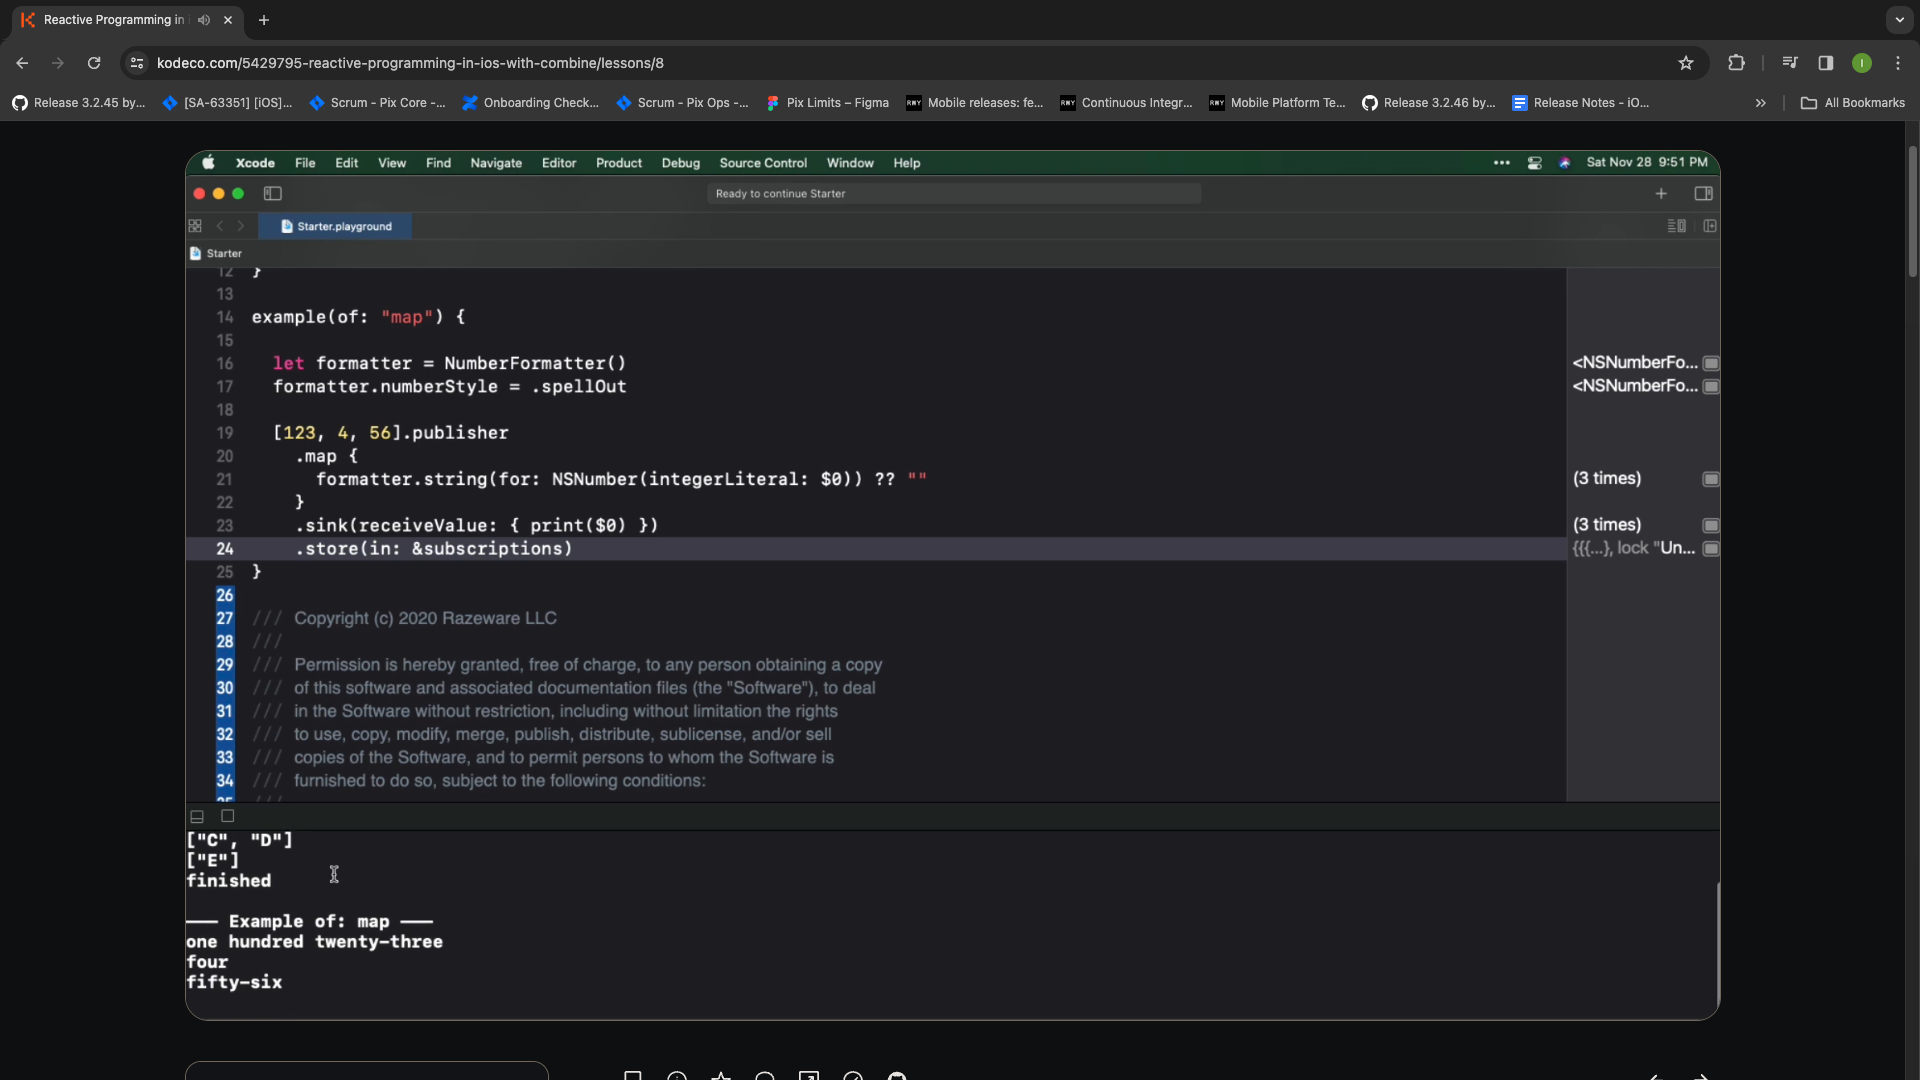 Reactive Programming in
kodeco.com/5429795-reactive-programming-in-ios-with-combine/lessons/8
I
Release 3.2.45 by...
[SA-63351] [iOS]...
Scrum - Pix Core -...
Onboarding Check...
Scrum - Pix Ops -...
Pix Limits – Figma
RWY Mobile releases: fe...
RWY Continuous Integr...
RWY Mobile Platform Te...
Release 3.2.46 by...
Release Notes - iO...
All Bookmarks
Xcode File Edit View Find Navigate Editor Product Debug Source Control Window Help
Sat Nov 28 9:51 PM
Ready to continue Starter
Starter.playground
Starter
12 }
13
14 example(of: "map") {
15
16 let formatter = NumberFormatter() <NSNumberFo...
17 formatter.numberStyle = .spellOut <NSNumberFo...
18
19 [123, 4, 56].publisher
20 .map {
21 formatter.string(for: NSNumber(integerLiteral: $0)) ?? "" (3 times)
22 }
23 .sink(receiveValue: { print($0) }) (3 times)
24 .store(in: &subscriptions) {{{...}, lock "Un...
25 }
26
27 /// Copyright (c) 2020 Razeware LLC
28 ///
29 /// Permission is hereby granted, free of charge, to any person obtaining a copy
30 /// of this software and associated documentation files (the "Software"), to deal
31 /// in the Software without restriction, including without limitation the rights
32 /// to use, copy, modify, merge, publish, distribute, sublicense, and/or sell
33 /// copies of the Software, and to permit persons to whom the Software is
34 /// furnished to do so, subject to the following conditions:
35 ///
["C", "D"]
["E"]
finished
—— Example of: map ——
one hundred twenty-three
four
fifty-six